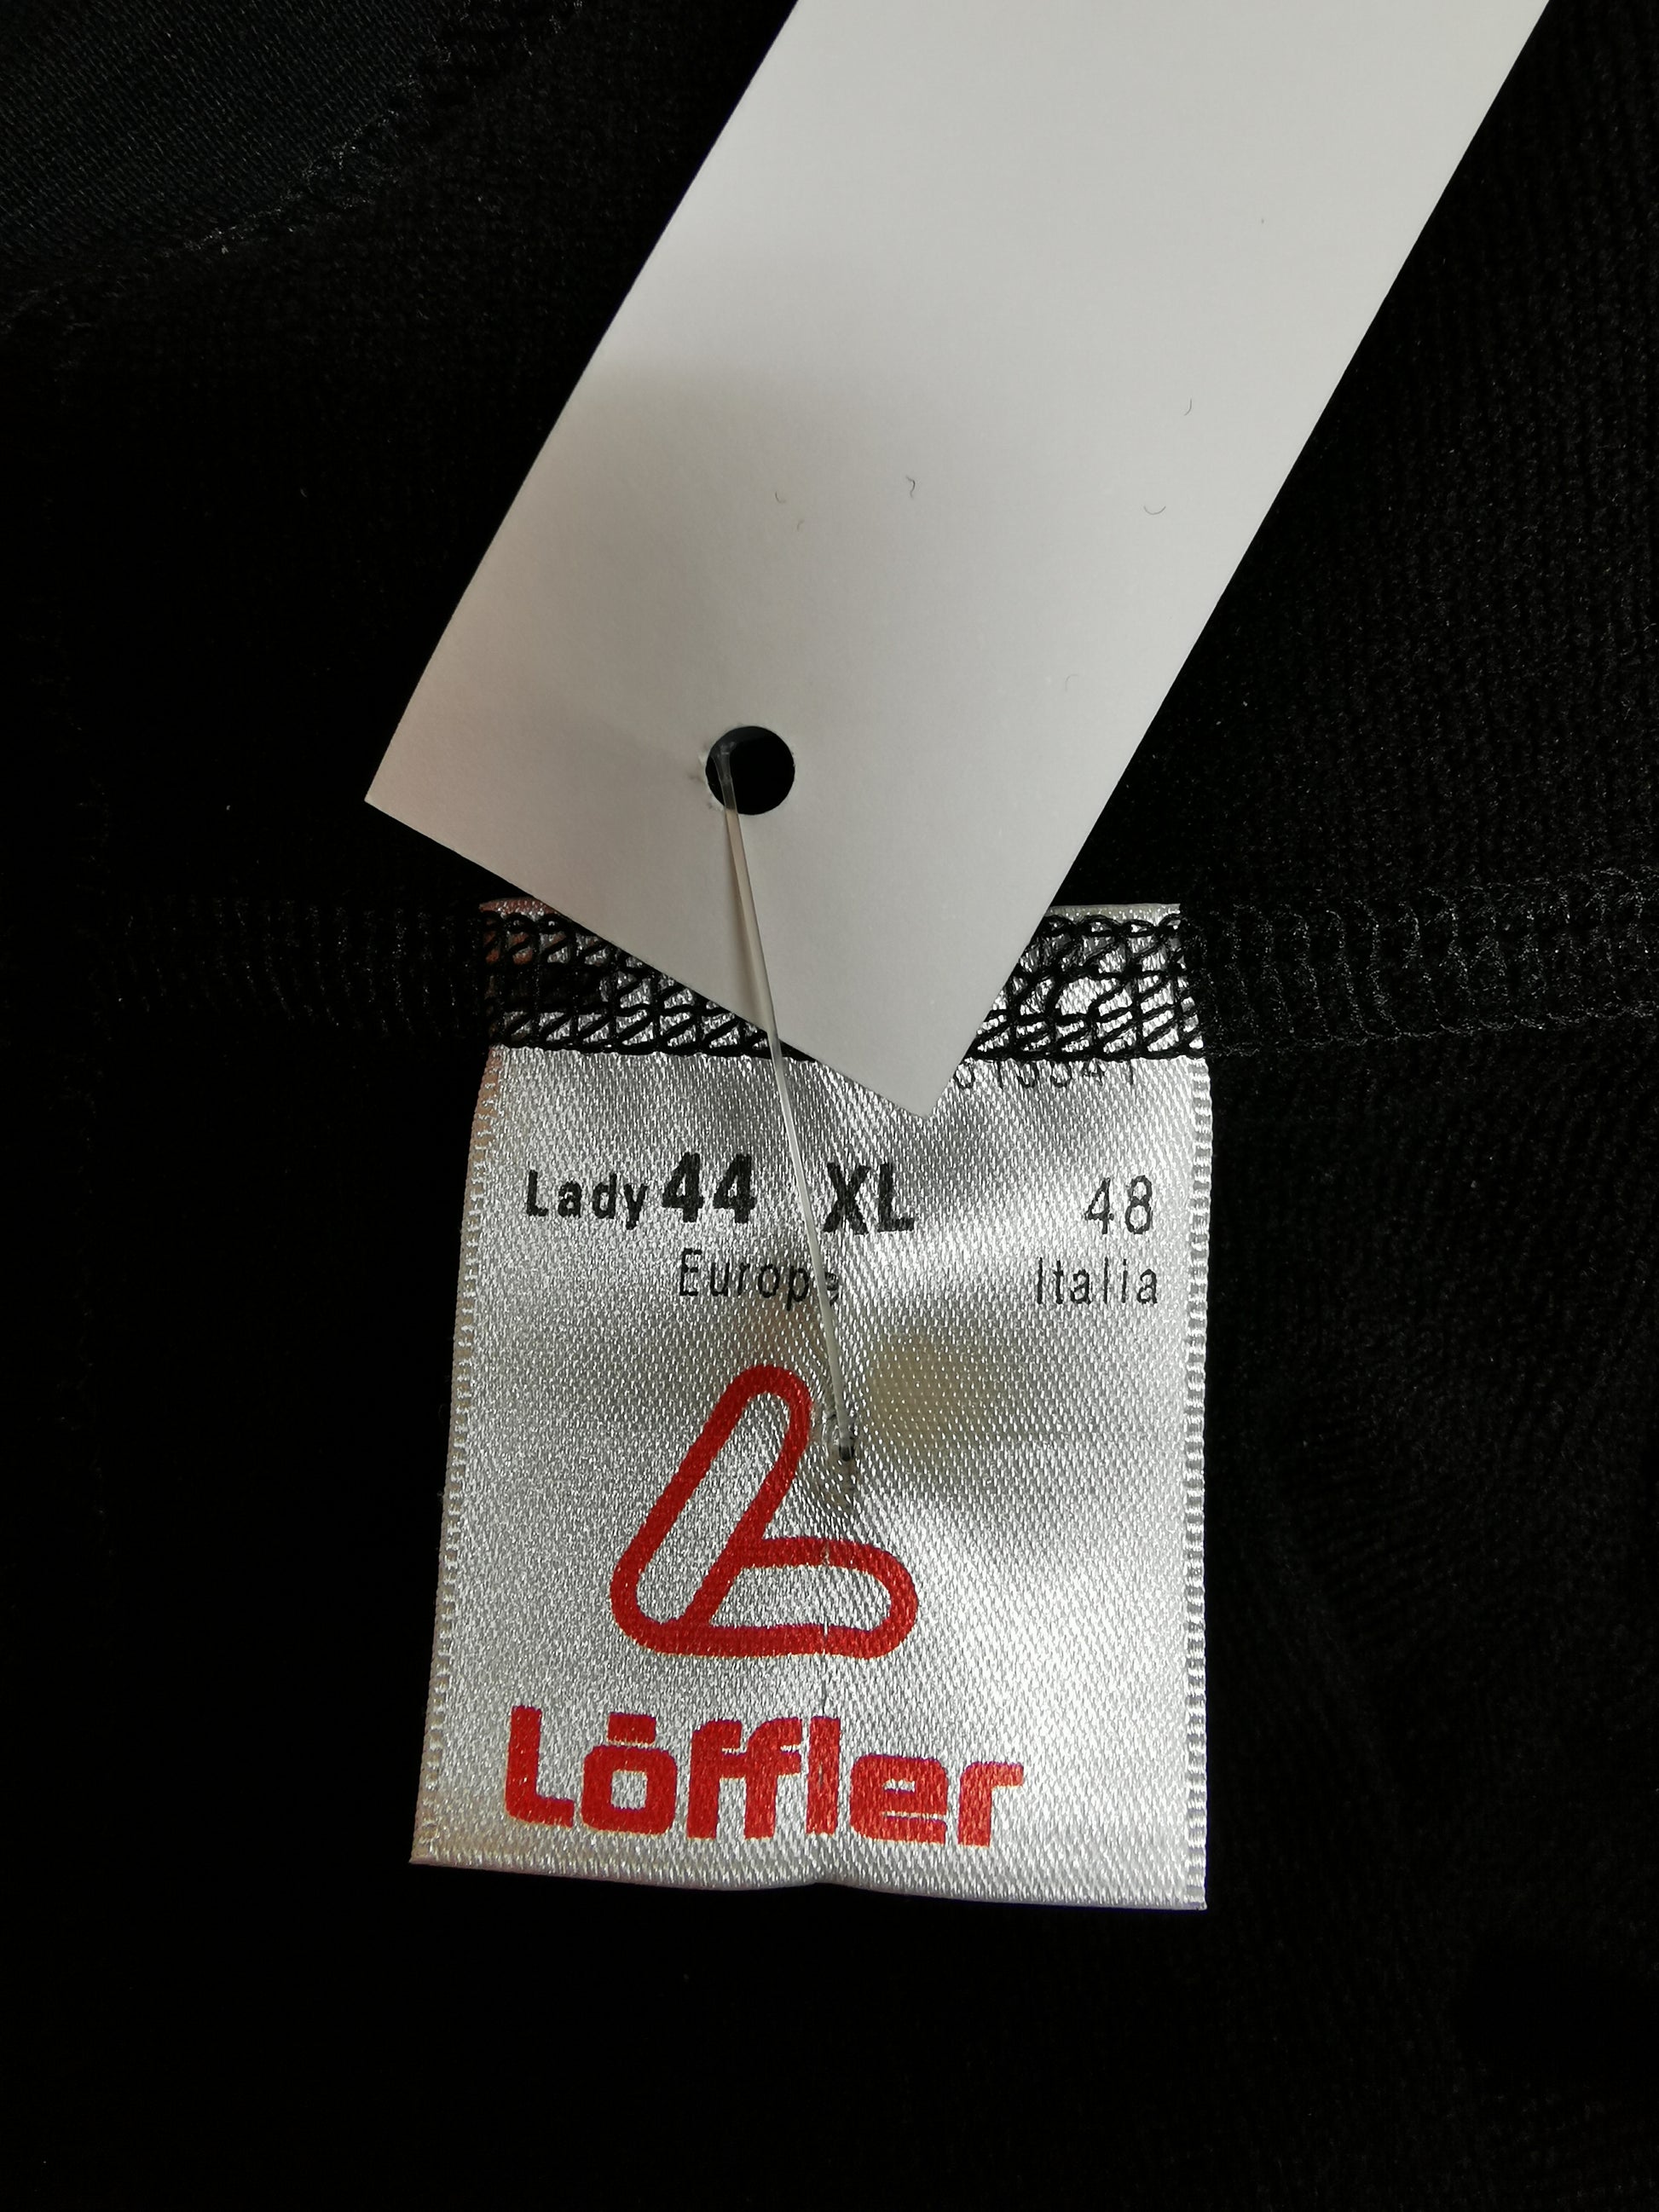 Lady 44 XL 48
Europe Italia
Löffler